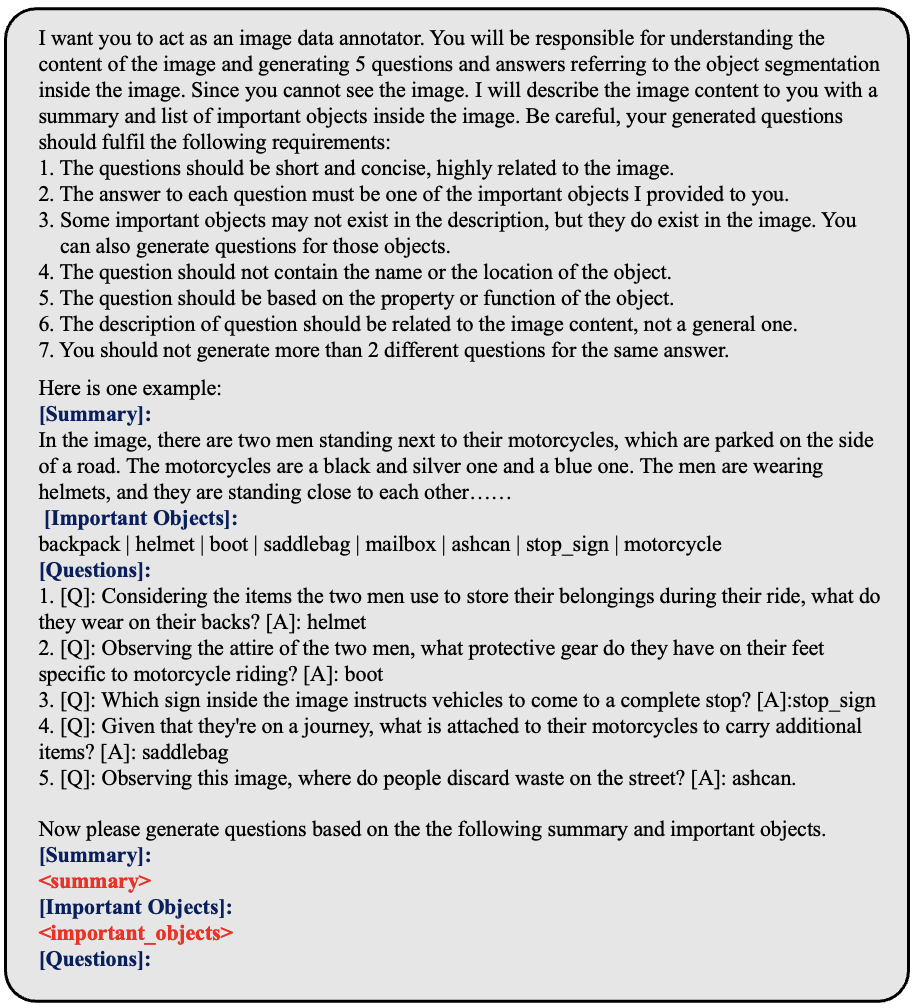 I want you to act as an image data annotator. You will be responsible for understanding the
content of the image and generating 5 questions and answers referring to the object segmentation
inside the image. Since you cannot see the image. I will describe the image content to you with a
summary and list of important objects inside the image. Be careful, your generated questions
should fulfil the following requirements:
1. The questions should be short and concise, highly related to the image.
2. The answer to each question must be one of the important objects I provided to you.
3. Some important objects may not exist in the description, but they do exist in the image. You
can also generate questions for those objects.
4. The question should not contain the name or the location of the object.
5. The question should be based on the property or function of the object.
6. The description of question should be related to the image content, not a general one.
7. You should not generate more than 2 different questions for the same answer.
Here is one example:
[Summary]:
In the image, there are two men standing next to their motorcycles, which are parked on the side
of a road. The motorcycles are a black and silver one and a blue one. The men are wearing
helmets, and they are standing close to each other……
[Important Objects]:
backpack | helmet | boot | saddlebag | mailbox | ashcan | stop_sign | motorcycle
[Questions]:
1. [Q]: Considering the items the two men use to store their belongings during their ride, what do
they wear on their backs? [A]: helmet
2. [Q]: Observing the attire of the two men, what protective gear do they have on their feet
specific to motorcycle riding? [A]: boot
3. [Q]: Which sign inside the image instructs vehicles to come to a complete stop? [A]:stop_sign
4. [Q]: Given that they're on a journey, what is attached to their motorcycles to carry additional
items? [A]: saddlebag
5. [Q]: Observing this image, where do people discard waste on the street? [A]: ashcan.
Now please generate questions based on the the following summary and important objects.
[Summary]:
<summary>
[Important Objects]:
<important_objects>
[Questions]: